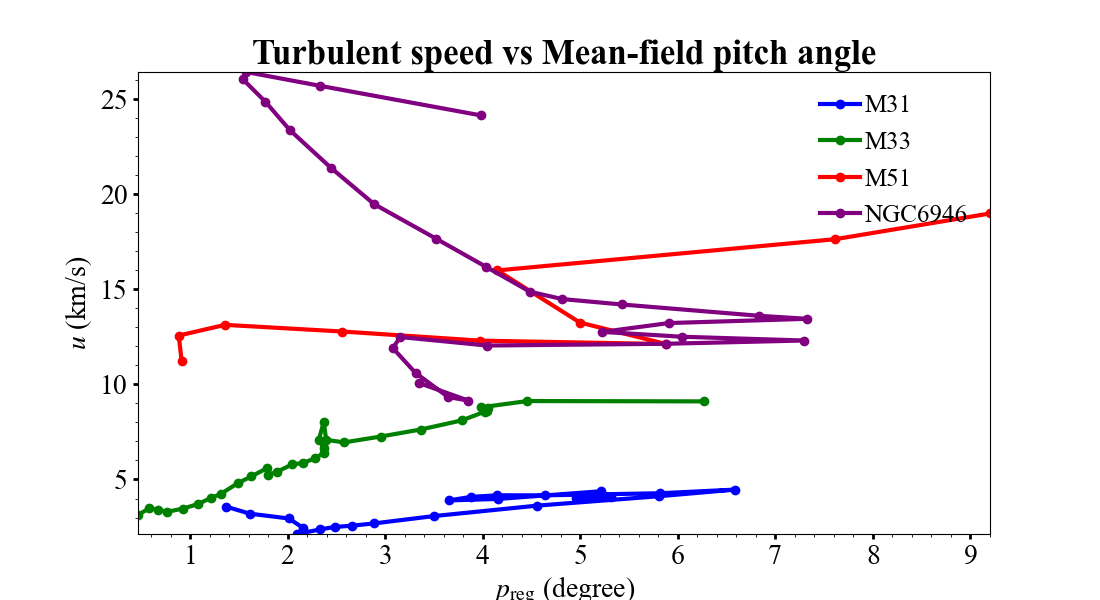 Turbulent speed vs Mean-field pitch angle
25
20
15
10
5
u (km/s)
M31
M33
M51
NGC6946
1 2 3 4 5 6 7 8 9
p_reg (degree)